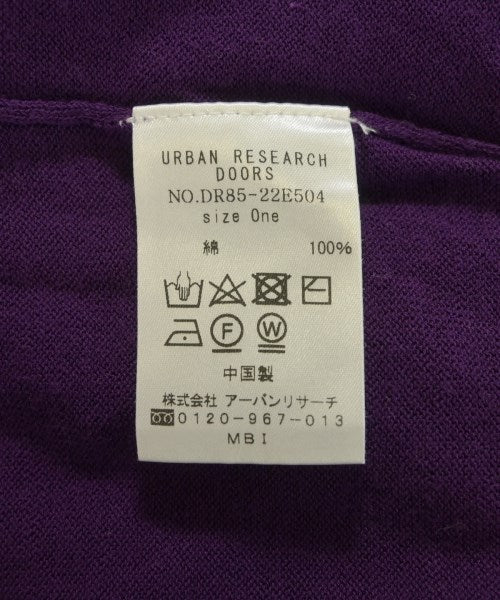 URBAN RESEARCH
DOORS
NO.DR85-22E504
size One
綿 100%
F W
中国製
株式会社 アーバンリサーチ
0120-967-013
MBI